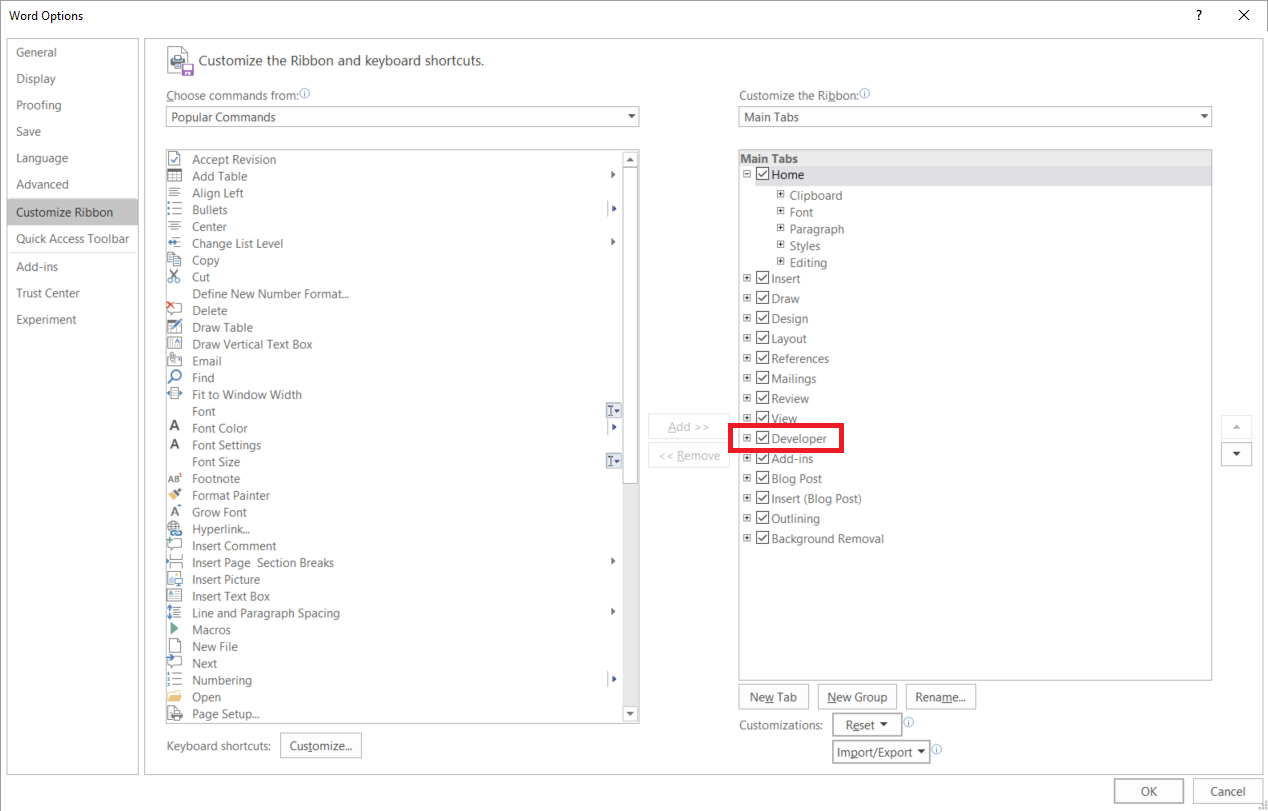 Word Options
?
General
Display
Proofing
Save
Language
Advanced
Customize Ribbon
Quick Access Toolbar
Add-ins
Trust Center
Experiment
Customize the Ribbon and keyboard shortcuts.
Choose commands from:
Popular Commands
Accept Revision
Add Table
Align Left
Bullets
Center
Change List Level
Copy
Cut
Define New Number Format...
Delete
Draw Table
Draw Vertical Text Box
Email
Find
Fit to Window Width
Font
Font Color
Font Settings
Font Size
Footnote
Format Painter
Grow Font
Hyperlink...
Insert Comment
Insert Page  Section Breaks
Insert Picture
Insert Text Box
Line and Paragraph Spacing
Macros
New File
Next
Numbering
Open
Page Setup...
Keyboard shortcuts: Customize...
Add >>
<< Remove
Customize the Ribbon:
Main Tabs
Main Tabs
Home
Clipboard
Font
Paragraph
Styles
Editing
Insert
Draw
Design
Layout
References
Mailings
Review
View
Developer
Add-ins
Blog Post
Insert (Blog Post)
Outlining
Background Removal
New Tab New Group Rename...
Customizations: Reset
Import/Export
OK Cancel